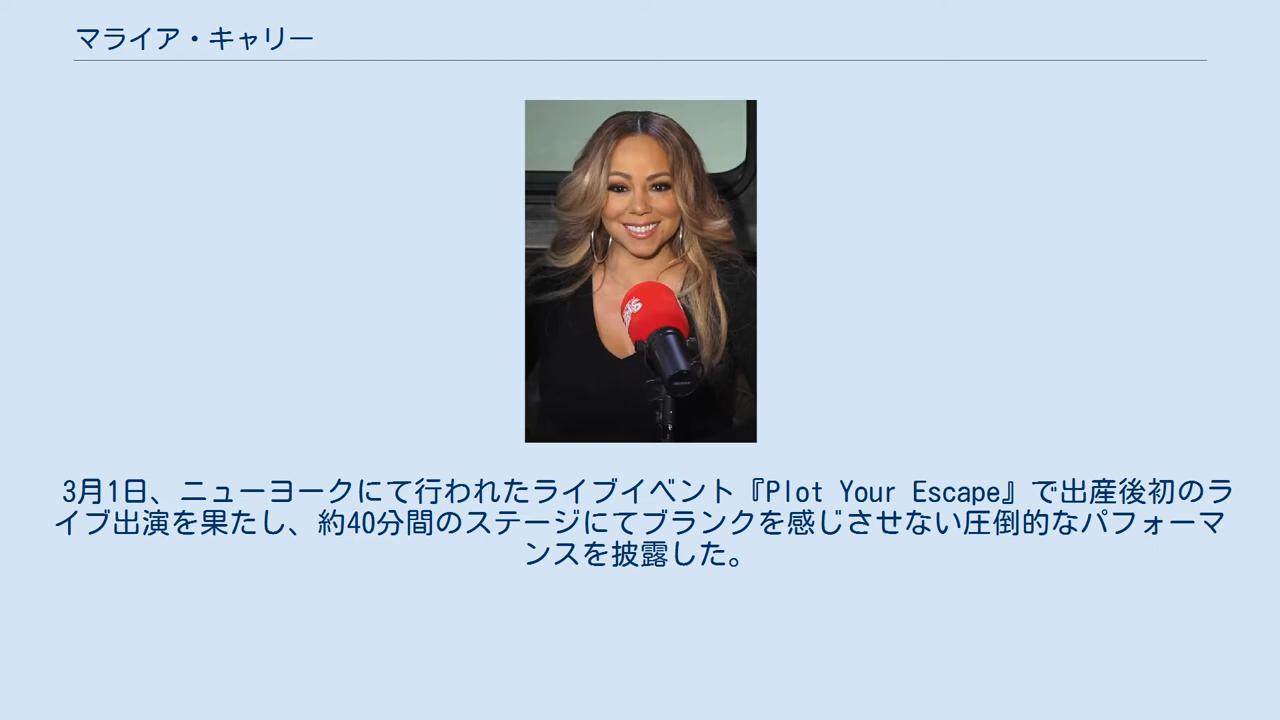 マライア・キャリー
3月1日、ニューヨークにて行われたライブイベント『Plot Your Escape』で出産後初のラ
イブ出演を果たし、約40分間のステージにてブランクを感じさせない圧倒的なパフォーマ
ンスを披露した。